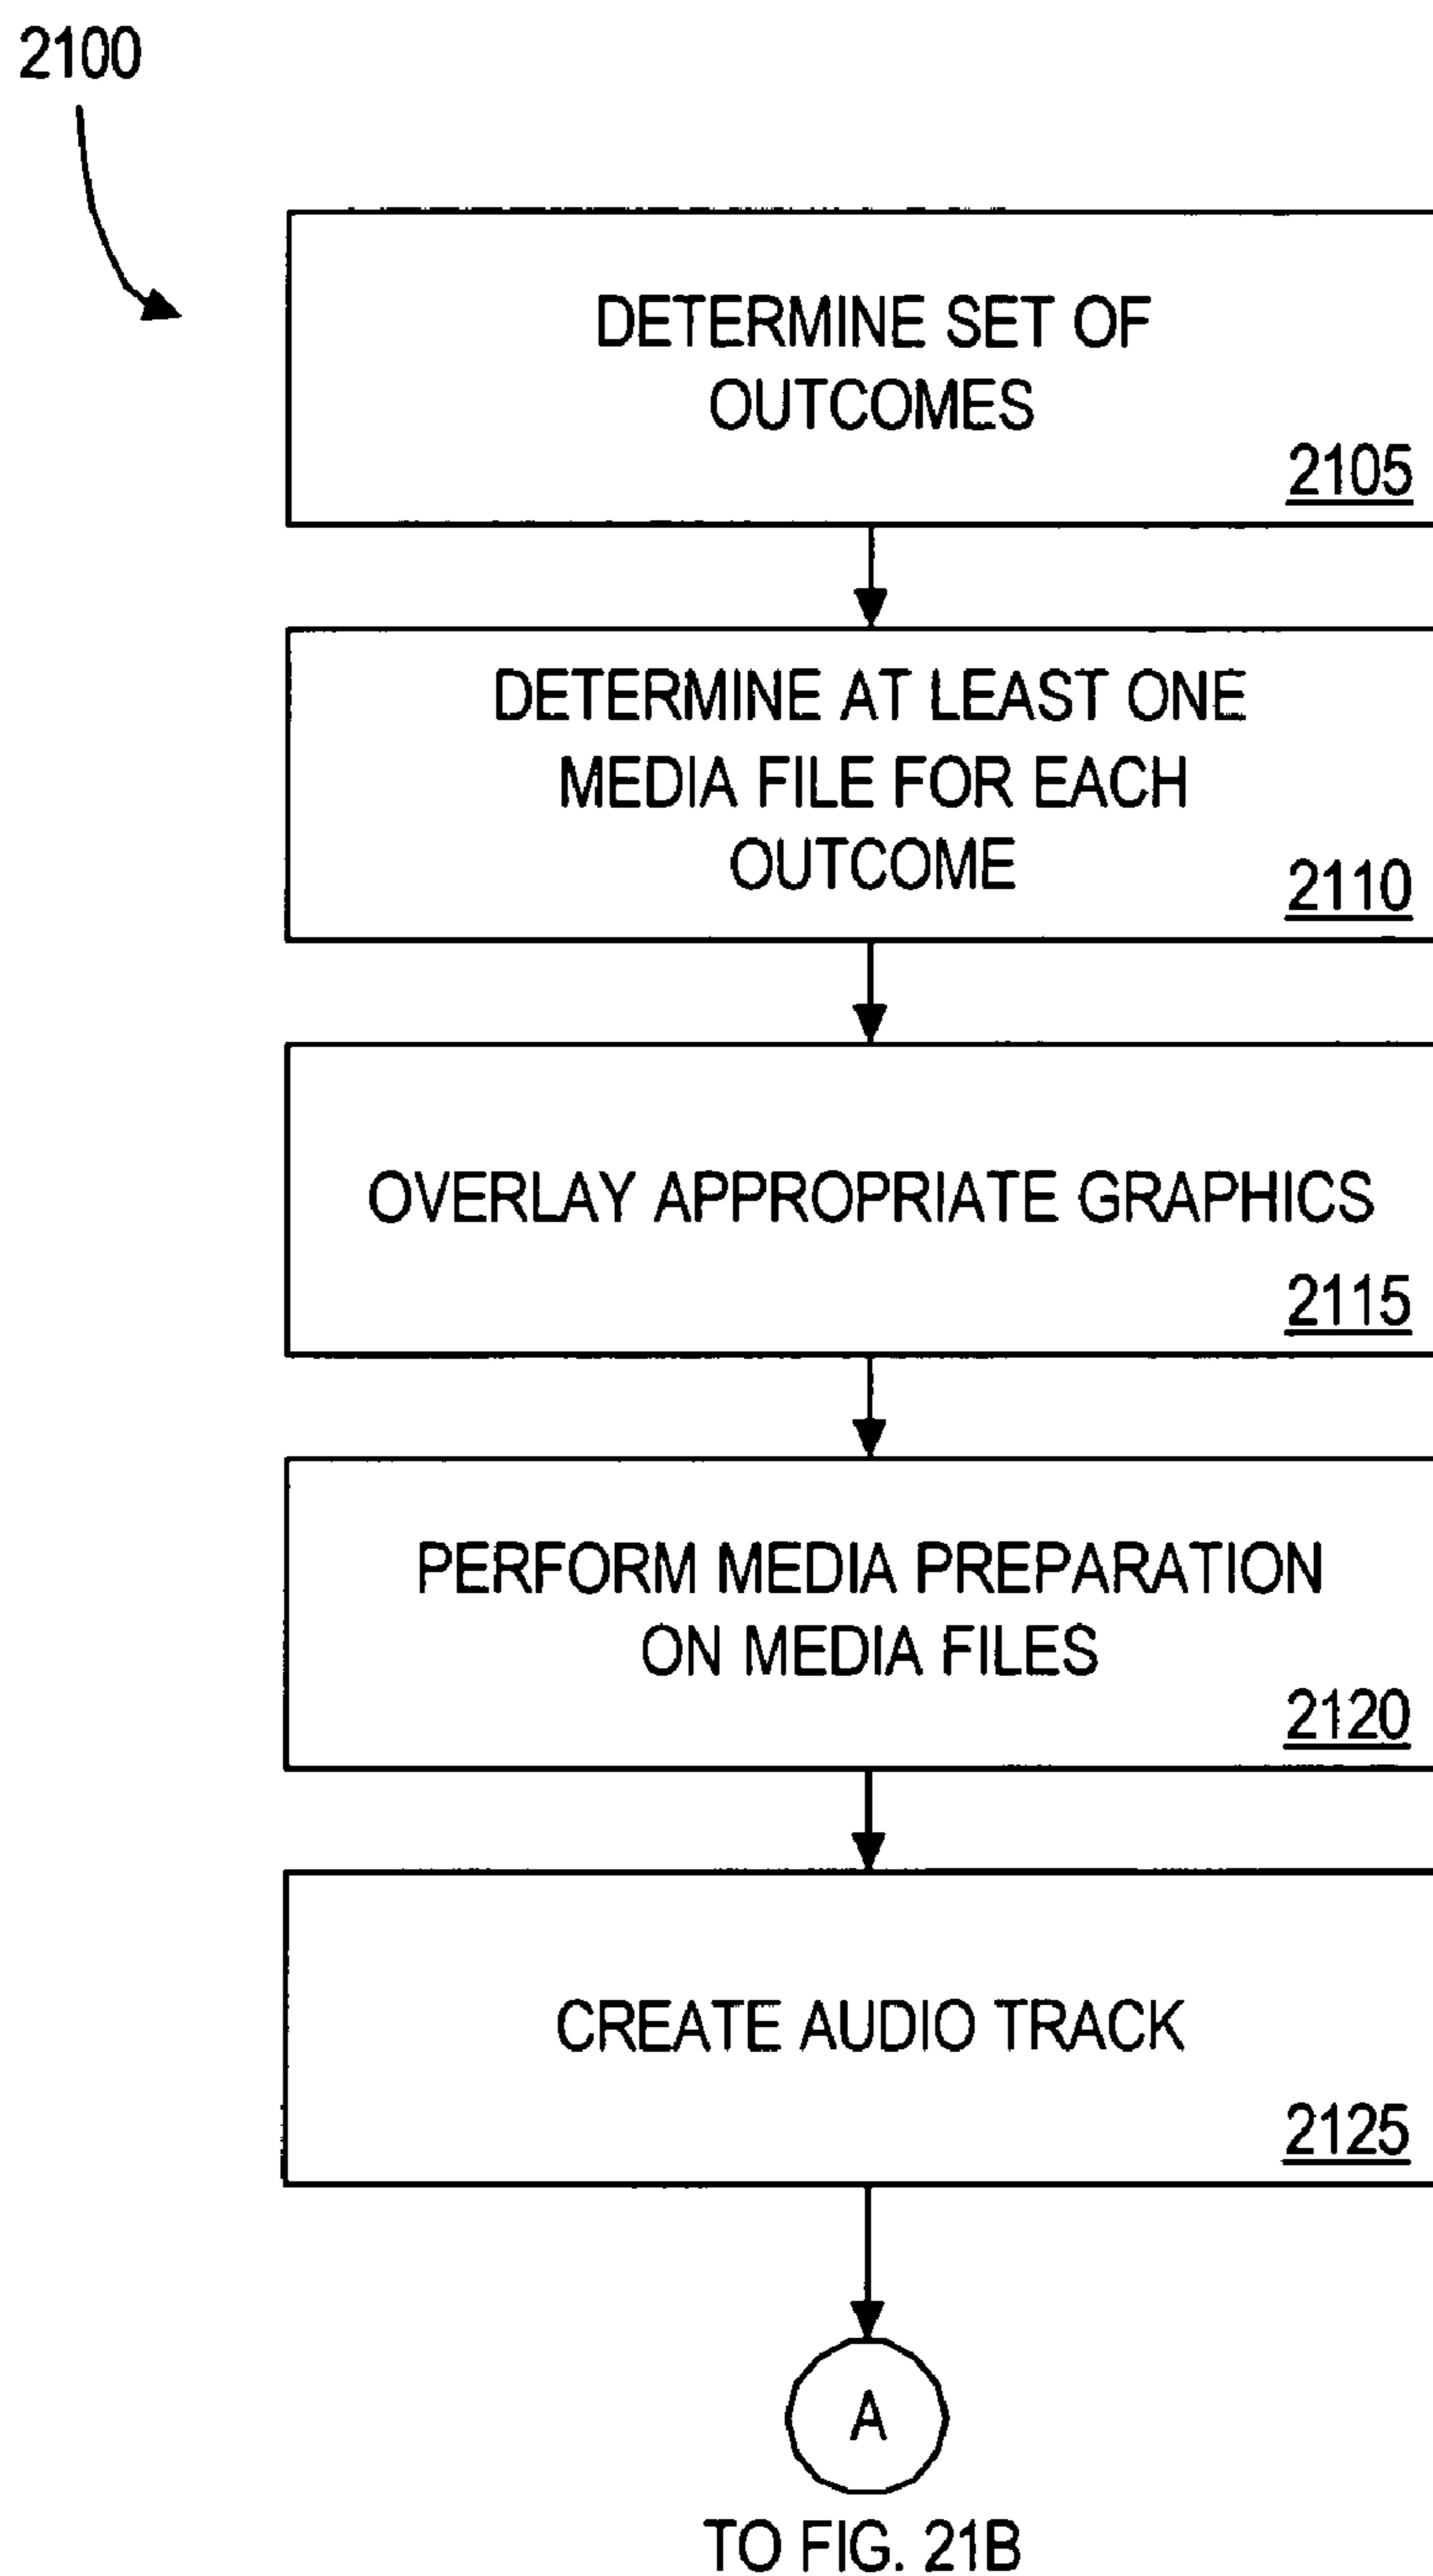 2100
DETERMINE SET OF
OUTCOMES
2105
DETERMINE AT LEAST ONE
MEDIA FILE FOR EACH
OUTCOME
2110
OVERLAY APPROPRIATE GRAPHICS
2115
PERFORM MEDIA PREPARATION
ON MEDIA FILES
2120
CREATE AUDIO TRACK
2125
A
TO FIG. 21B